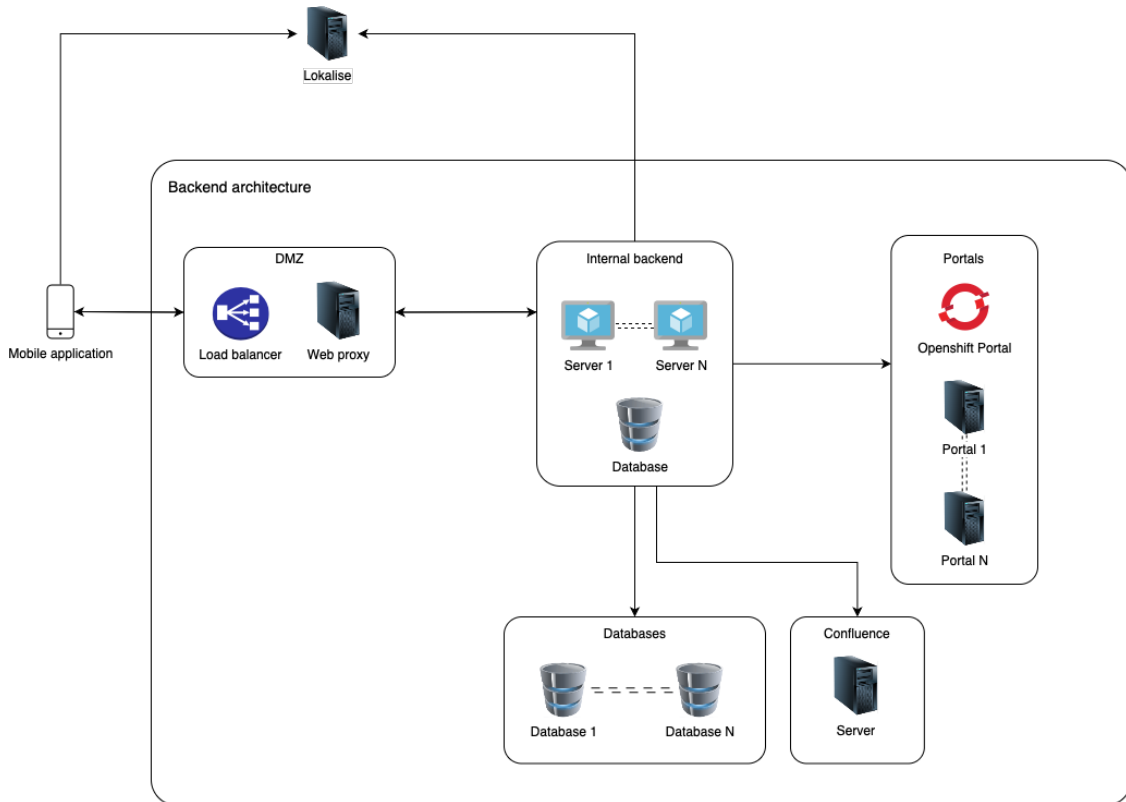 Lokalise
Backend architecture
DMZ
Load balancer
Web proxy
Mobile application
Internal backend
Server 1
Server N
Database
Portals
Openshift Portal
Portal 1
Portal N
Databases
Database 1
Database N
Confluence
Server